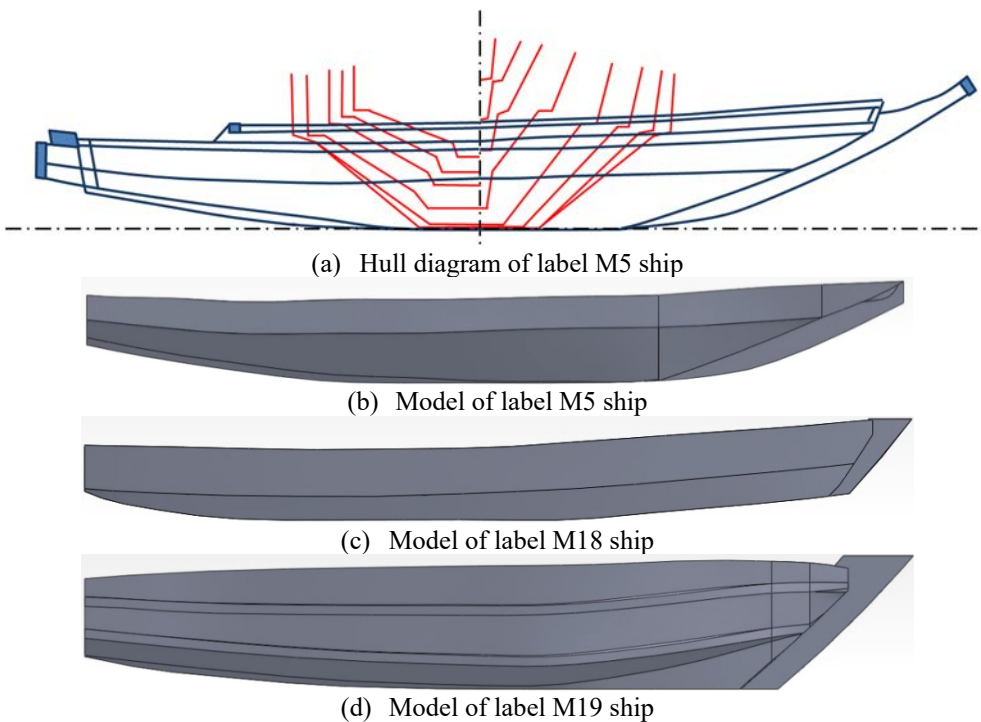 (a) Hull diagram of label M5 ship
(b) Model of label M5 ship
(c) Model of label M18 ship
(d) Model of label M19 ship